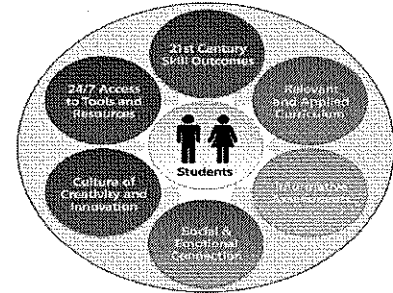 21st Century
Skill Outcomes
24/7 Access
to Tools and
Resources
Relevant
and Applied
Curriculum
Students
Culture of
Creativity and
Innovation
Social &
Emotional
Connection